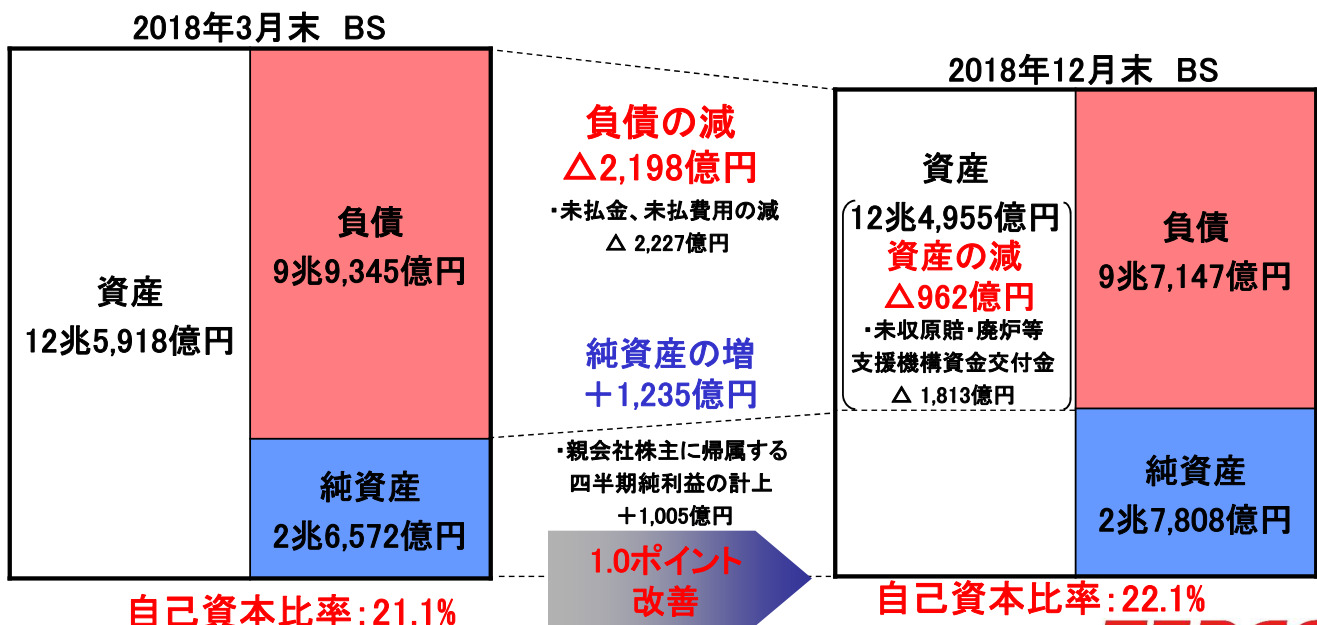 2018年3月末 BS
資産
12兆5,918億円
負債
9兆9,345億円
純資産
2兆6,572億円
自己資本比率:21.1%
負債の減
△2,198億円
・未払金、未払費用の減
△ 2,227億円
純資産の増
+1,235億円
・親会社株主に帰属する
四半期純利益の計上
+1,005億円
1.0ポイント
改善
2018年12月末 BS
資産
12兆4,955億円
資産の減
△962億円
・未収原賠・廃炉等
支援機構資金交付金
△ 1,813億円
負債
9兆7,147億円
純資産
2兆7,808億円
自己資本比率:22.1%